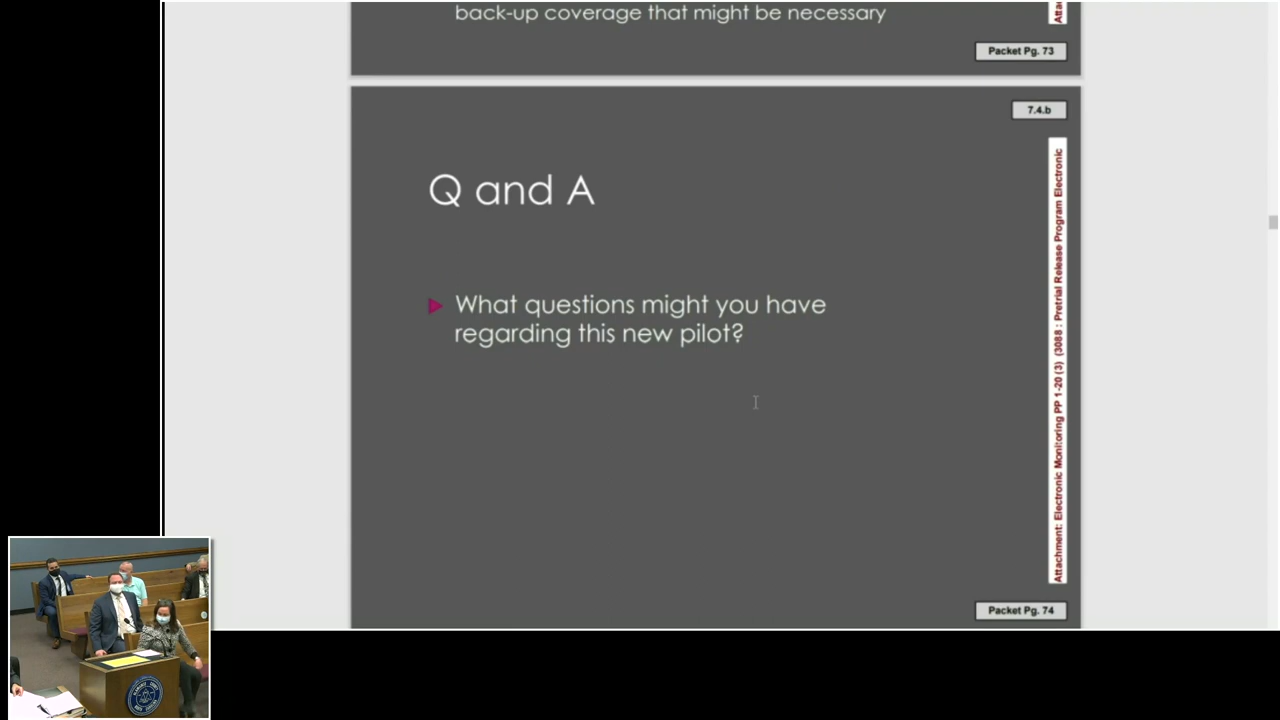 back-up coverage that might be necessary
Atta
Packet Pg. 73
7.4.b
Q and A
What questions might you have
regarding this new pilot?
Attachment: Electronic Monitoring PP 1-20 (3) (3088 : Pretrial Release Program Electronic
Packet Pg. 74